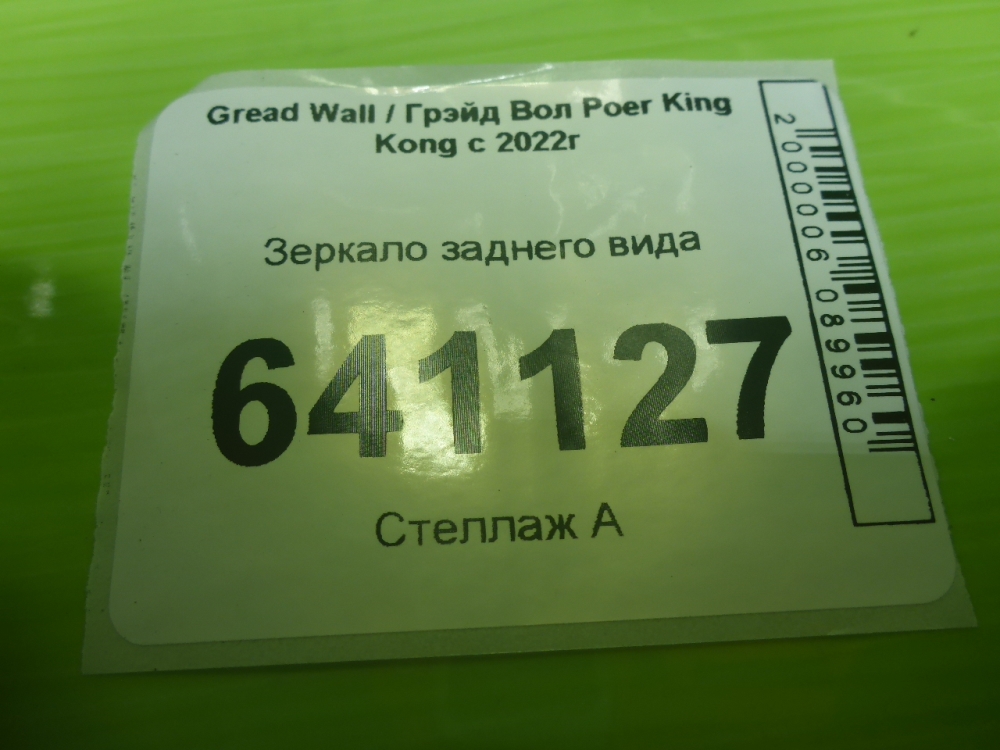 Gread Wall / Грэйд Вол Poer King
Kong с 2022г
Зеркало заднего вида
641127
Стеллаж А
2000006089960